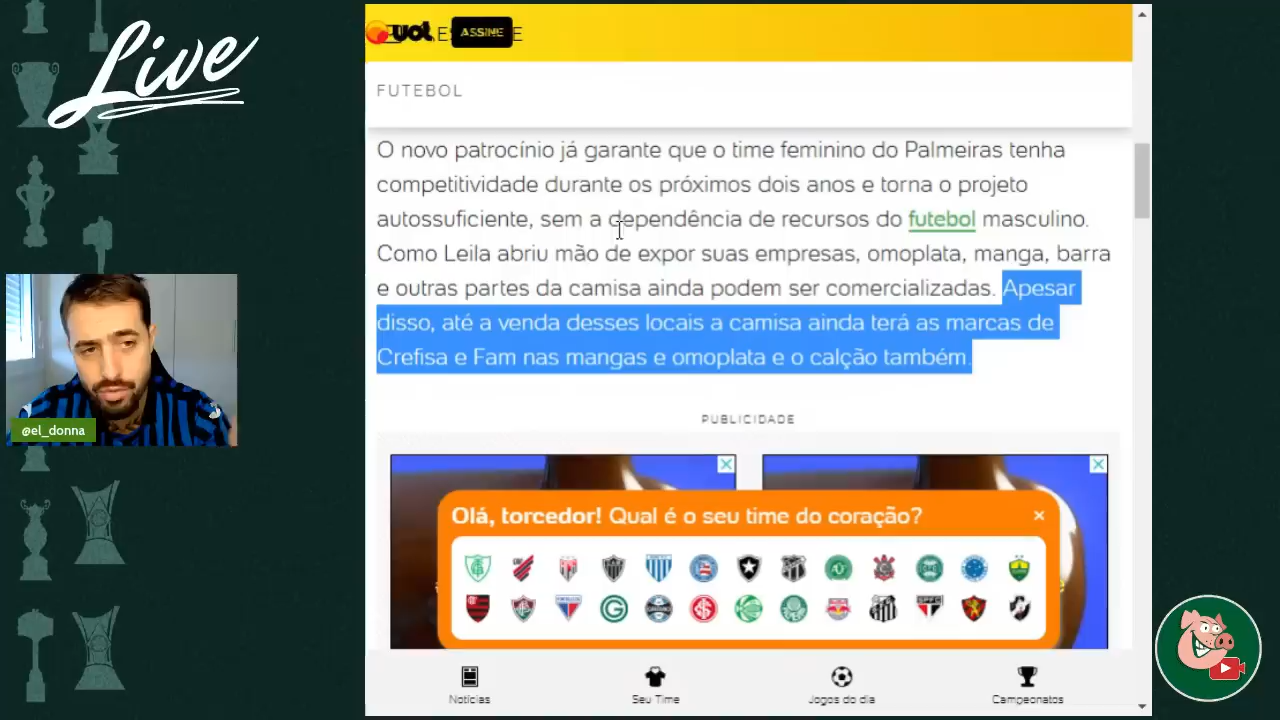 Live
uol
ASSINE
FUTEBOL
O novo patrocínio já garante que o time feminino do Palmeiras tenha
competitividade durante os próximos dois anos e torna o projeto
autossuficiente, sem a dependência de recursos do futebol masculino.
Como Leila abriu mão de expor suas empresas, omoplata, manga, barra
e outras partes da camisa ainda podem ser comercializadas. Apesar
disso, até a venda desses locais a camisa ainda terá as marcas de
Crefisa e Fam nas mangas e omoplata e o calção também.
@el_donna
PUBLICIDADE
Olá, torcedor! Qual é o seu time do coração?
Notícias
Seu Time
Jogos do dia
Campeonatos